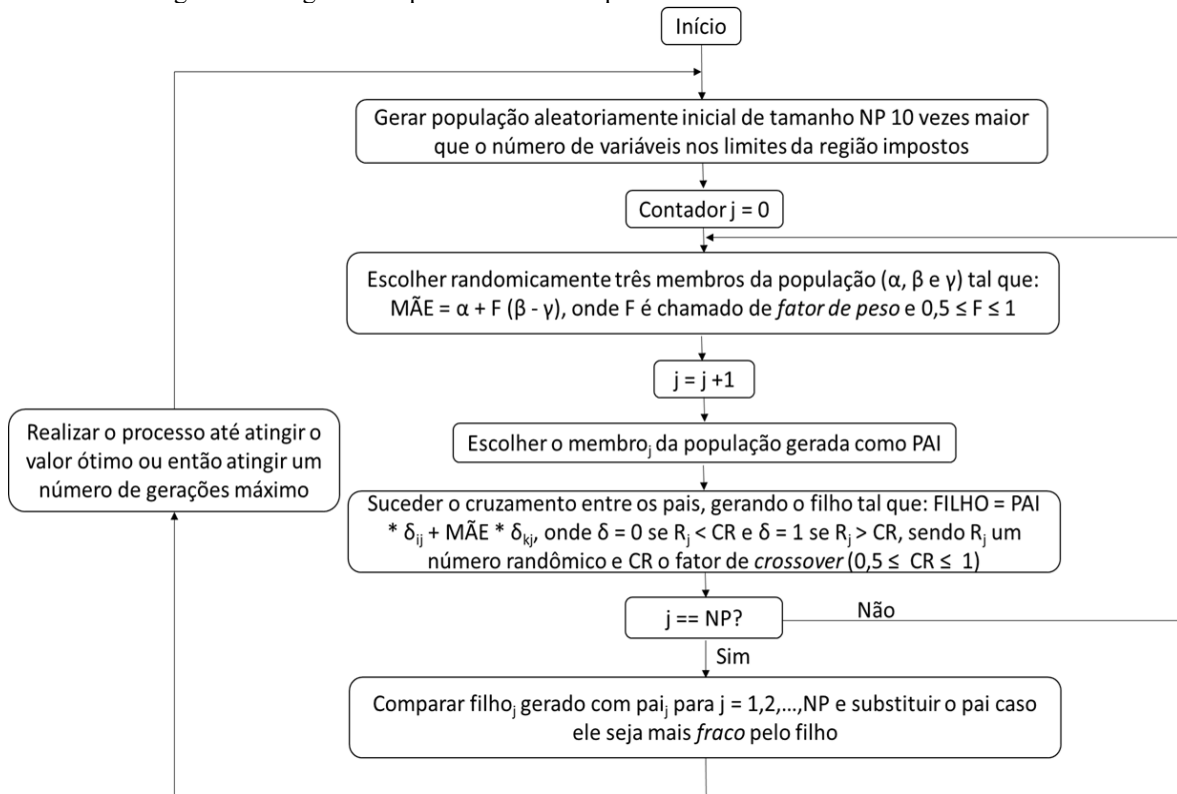 Início
Gerar população aleatoriamente inicial de tamanho NP 10 vezes maior
que o número de variáveis nos limites da região impostos
Contador j = 0
Escolher randomicamente três membros da população (α, β e γ) tal que:
MÃE = α + F (β - γ), onde F é chamado de fator de peso e 0,5 ≤ F ≤ 1
j = j +1
Escolher o membroj da população gerada como PAI
Suceder o cruzamento entre os pais, gerando o filho tal que: FILHO = PAI
* δij + MÃE * δkj, onde δ = 0 se Rj < CR e δ = 1 se Rj > CR, sendo Rj um
número randômico e CR o fator de crossover (0,5 ≤ CR ≤ 1)
j == NP?
Não
Sim
Comparar filhoj gerado com paij para j = 1,2,...,NP e substituir o pai caso
ele seja mais fraco pelo filho
Realizar o processo até atingir o
valor ótimo ou então atingir um
número de gerações máximo